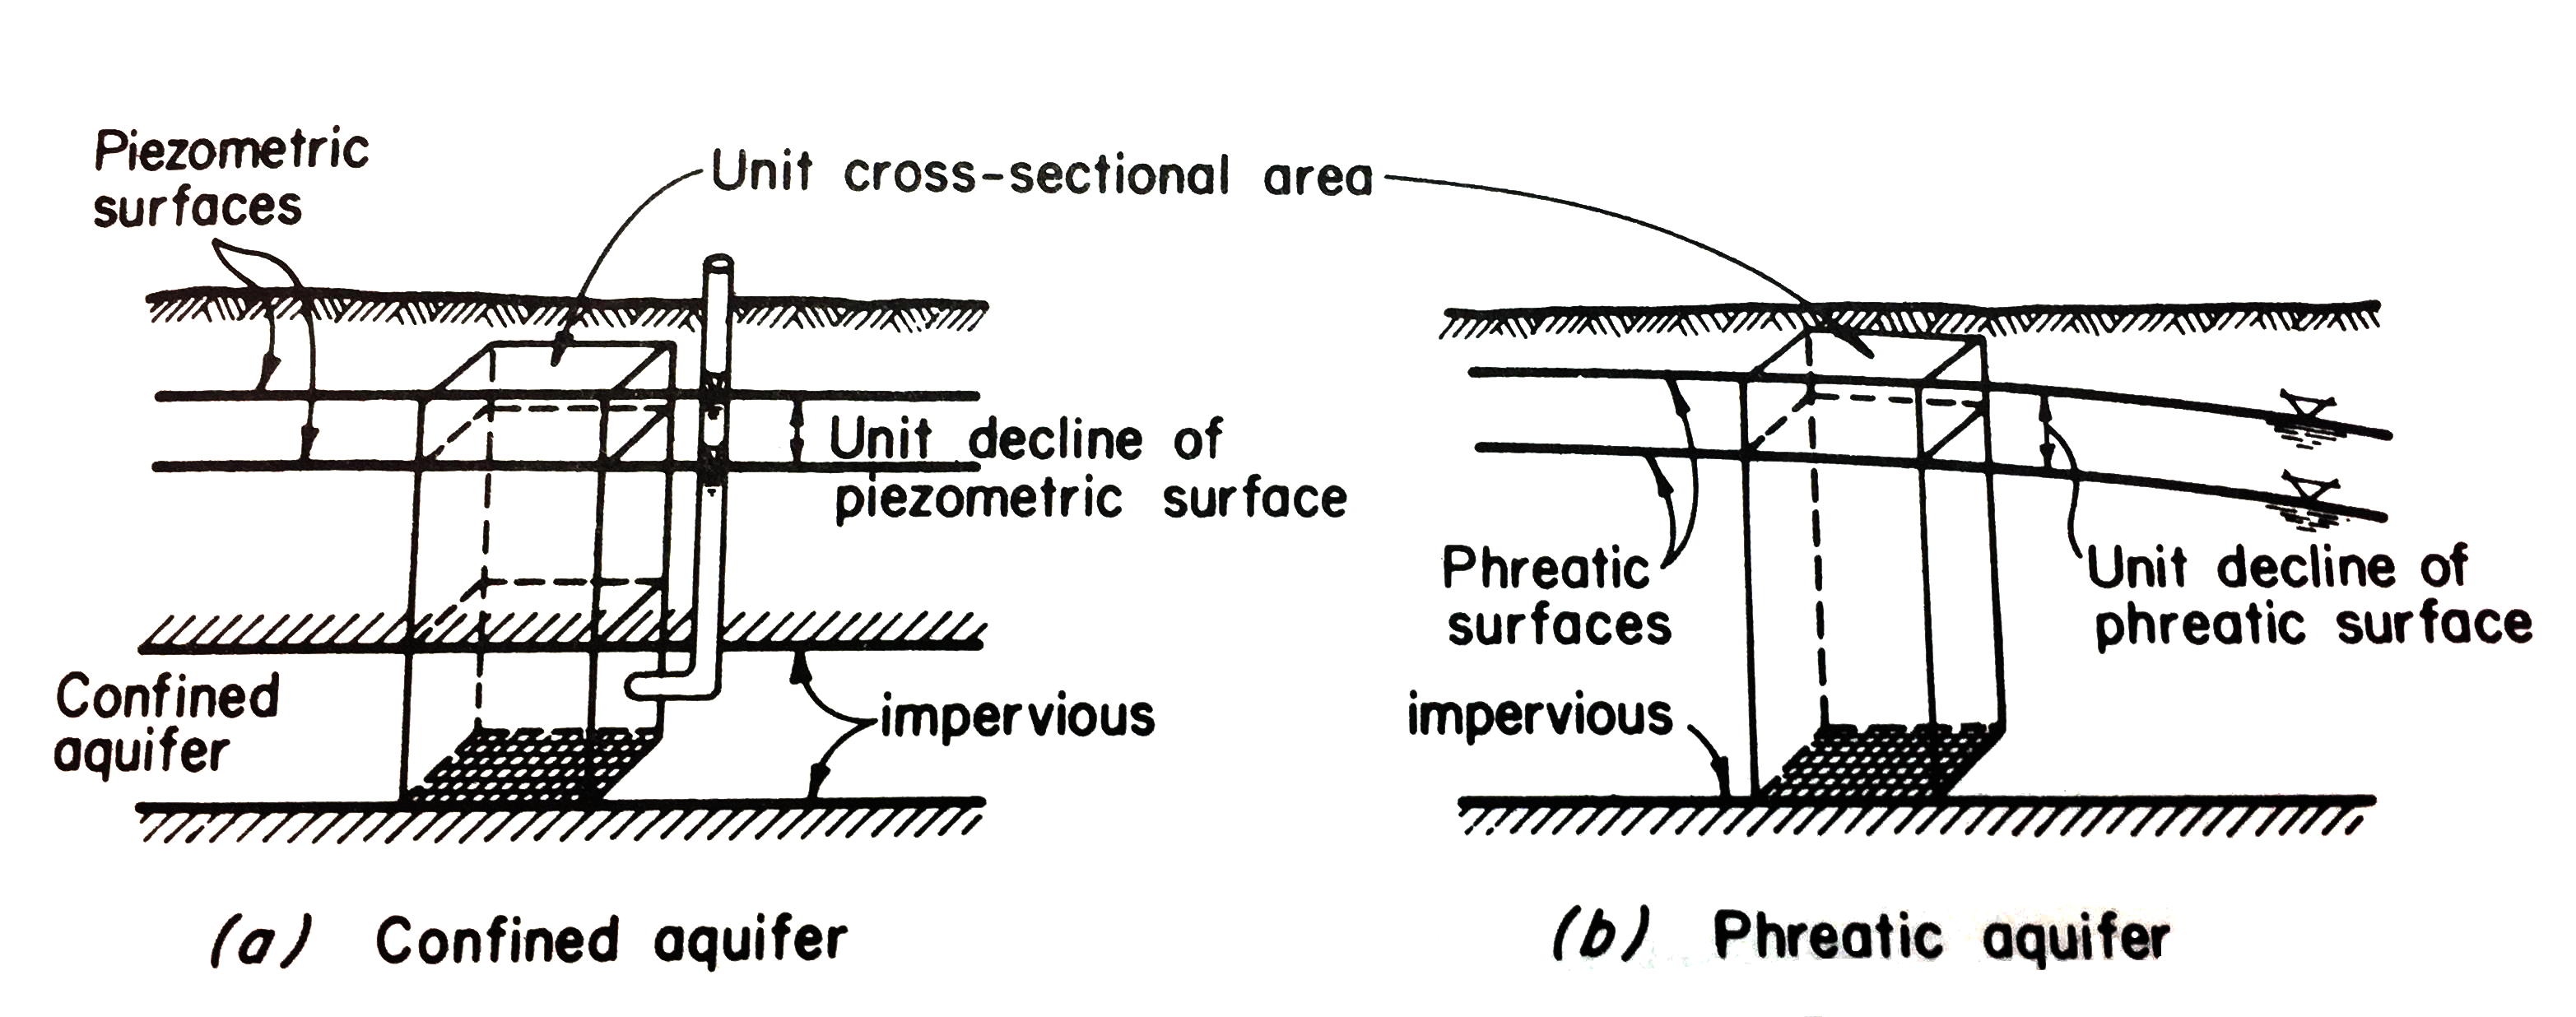 Piezometric
surfaces
Unit cross-sectional area
Unit decline of
piezometric surface
Confined
aquifer
impervious
(a) Confined aquifer
Phreatic
surfaces
Unit decline of
phreatic surface
impervious
(b) Phreatic aquifer